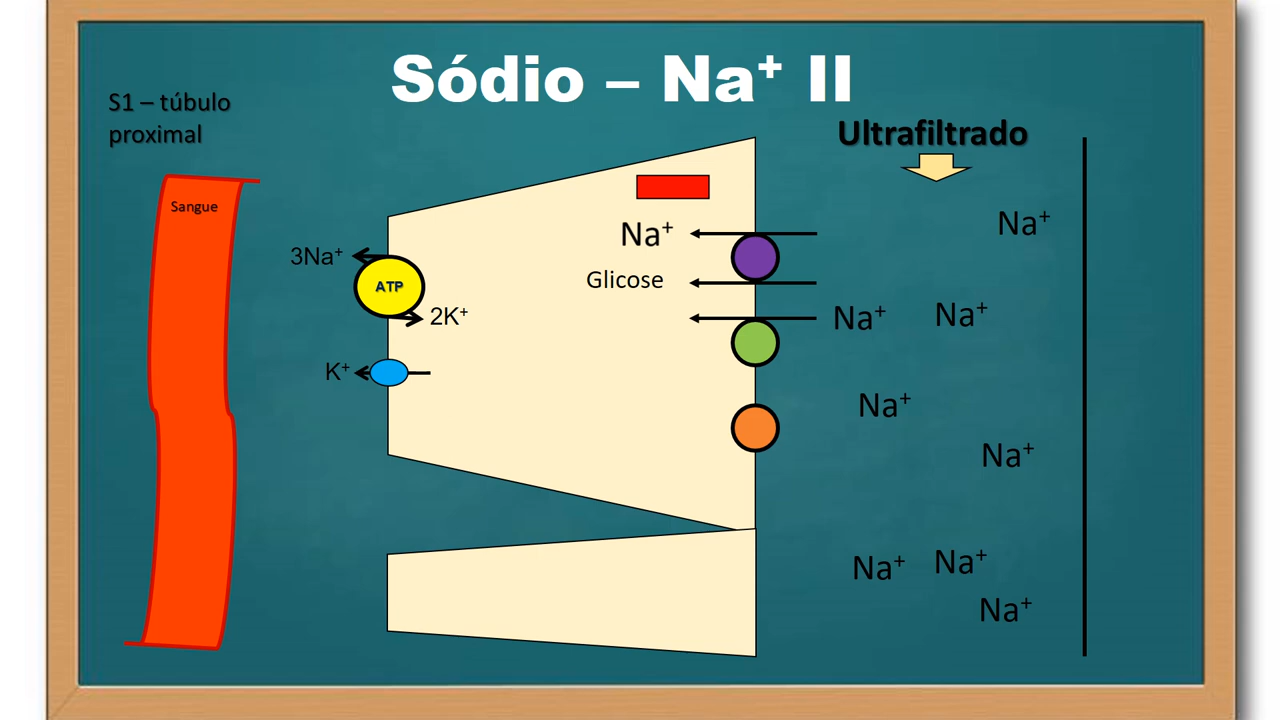 Sódio – Na⁺ II
S1 – túbulo
proximal
Ultrafiltrado
Sangue
Na⁺
Na⁺
3Na⁺
Glicose
ATP
2K⁺
Na⁺
Na⁺
K⁺
Na⁺
Na⁺
Na⁺
Na⁺
Na⁺